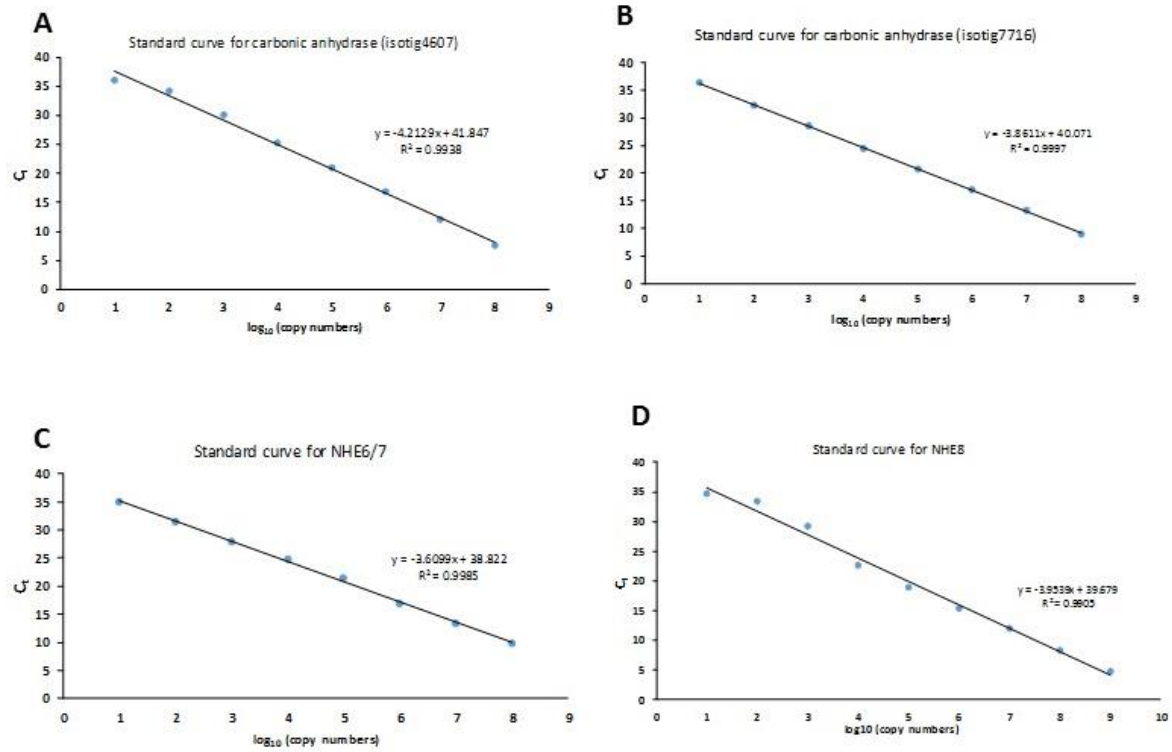 A
Standard curve for carbonic anhydrase (isotig4607)
40
35
30
25
20
15
10
5
0
Ct
y = -4.2129x + 41.847
R² = 0.9938
0 1 2 3 4 5 6 7 8 9
log10 (copy numbers)
B
Standard curve for carbonic anhydrase (isotig7716)
40
35
30
25
20
15
10
5
0
Ct
y = -3.8611x + 40.071
R² = 0.9997
0 1 2 3 4 5 6 7 8 9
log10 (copy numbers)
C
Standard curve for NHE6/7
40
35
30
25
20
15
10
5
0
Ct
y = -3.6099x + 38.822
R² = 0.9985
0 1 2 3 4 5 6 7 8 9
log10 (copy numbers)
D
Standard curve for NHE8
40
35
30
25
20
15
10
5
0
Ct
y = -3.9539x + 39.679
R² = 0.9905
0 1 2 3 4 5 6 7 8 9 10
log10 (copy numbers)